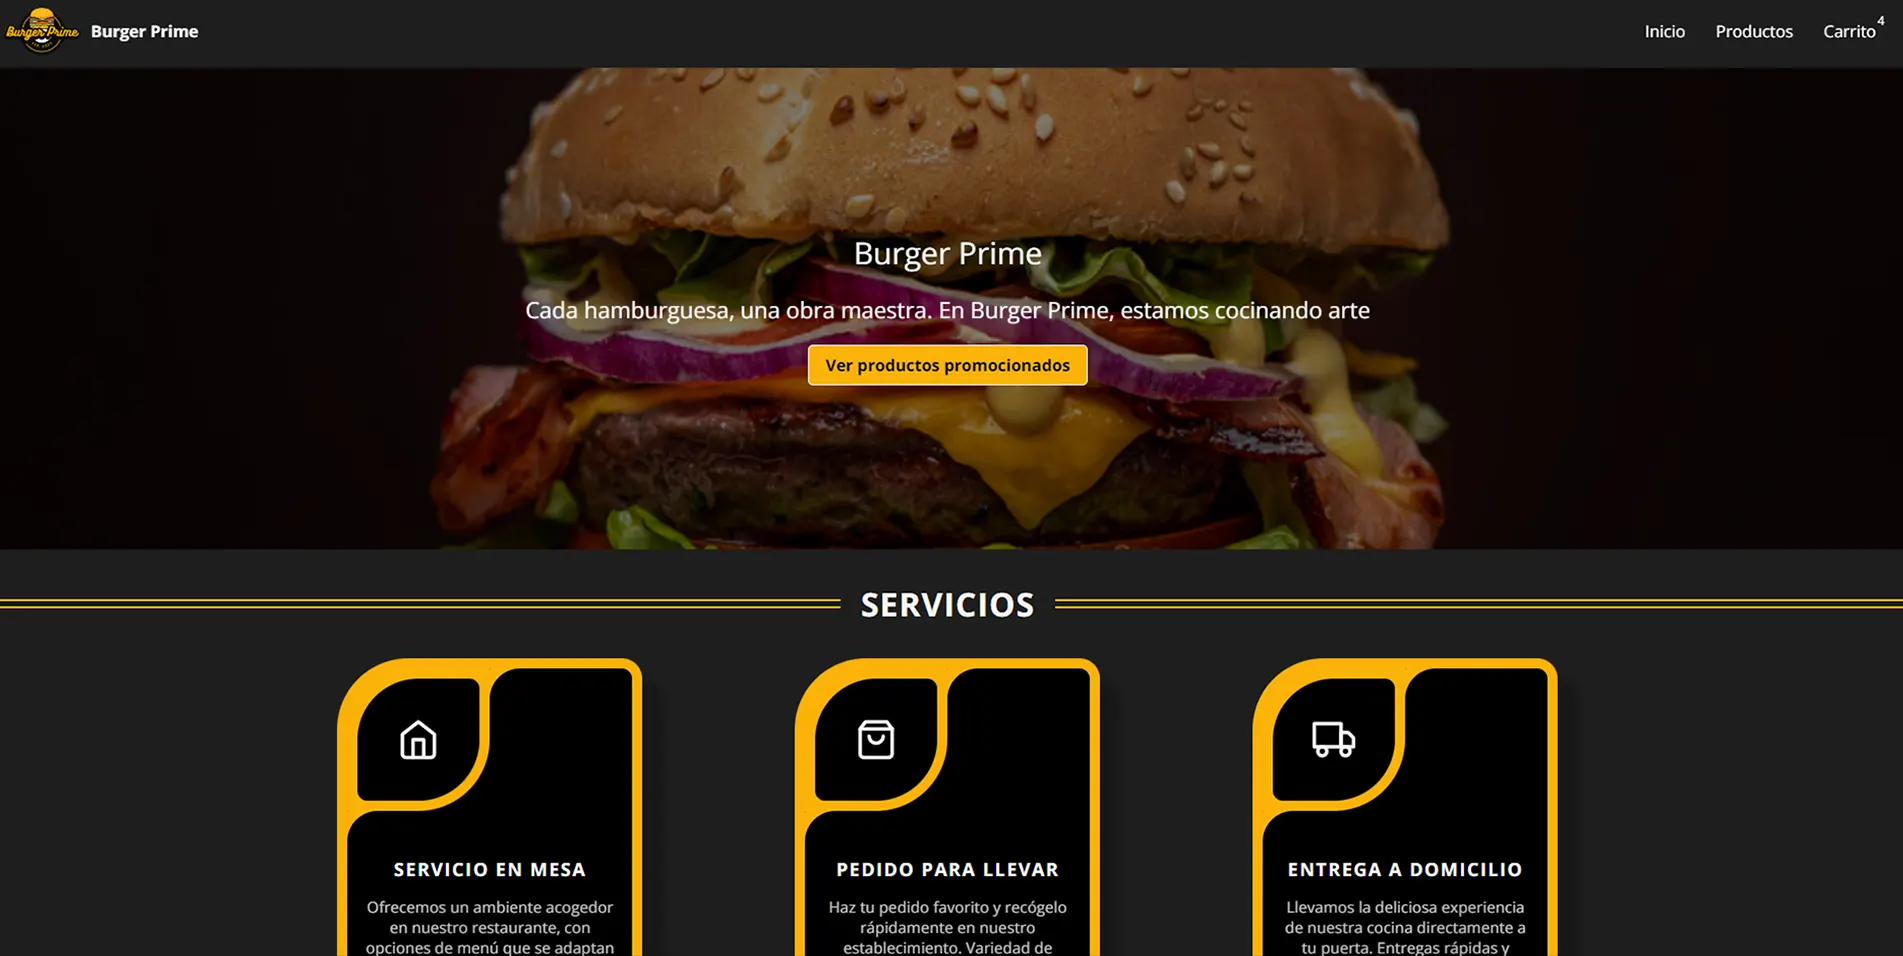 Burger Prime
Burger Prime
Inicio
Productos
Carrito 4
Burger Prime
Cada hamburguesa, una obra maestra. En Burger Prime, estamos cocinando arte
Ver productos promocionados
SERVICIOS
SERVICIO EN MESA
Ofrecemos un ambiente acogedor
en nuestro restaurante, con
opciones de menú que se adaptan
PEDIDO PARA LLEVAR
Haz tu pedido favorito y recógelo
rápidamente en nuestro
establecimiento. Variedad de
ENTREGA A DOMICILIO
Llevamos la deliciosa experiencia
de nuestra cocina directamente a
tu puerta. Entregas rápidas y